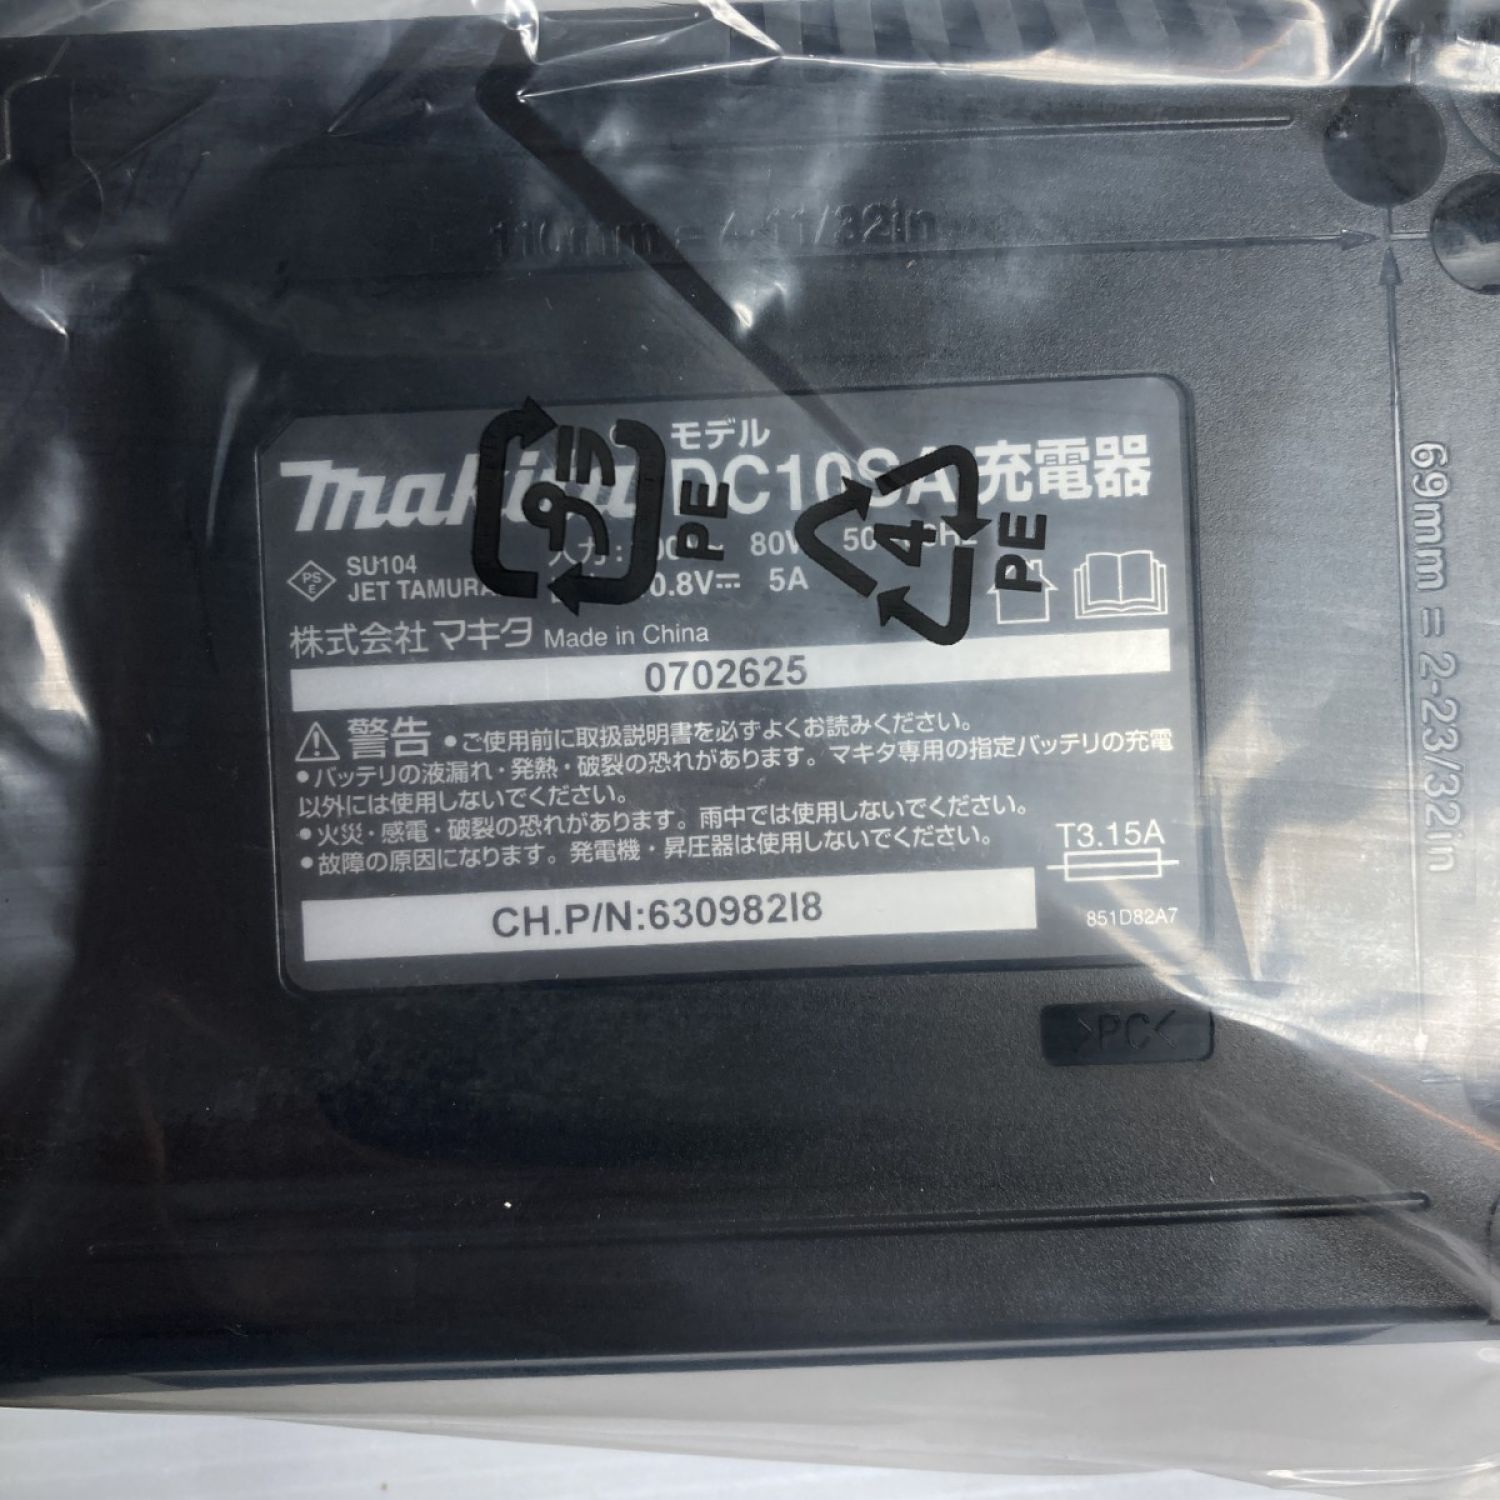 110mm = 4-11/32in
モデル
makita DC10SA 充電器
プラ
PE
4
PE
PS
E
SU104
JET TAMURA
入力: 80W
0.8V⎓ 5A
株式会社マキタ Made in China
0702625
警告 •ご使用前に取扱説明書を必ずよくお読みください。
•バッテリの液漏れ・発熱・破裂の恐れがあります。マキタ専用の指定バッテリの充電
以外には使用しないでください。
•火災・感電・破裂の恐れがあります。雨中では使用しないでください。
•故障の原因になります。発電機・昇圧器は使用しないでください。
T3.15A
CH.P/N:630982I8
851D82A7
>PC<
69mm = 2-23/32in